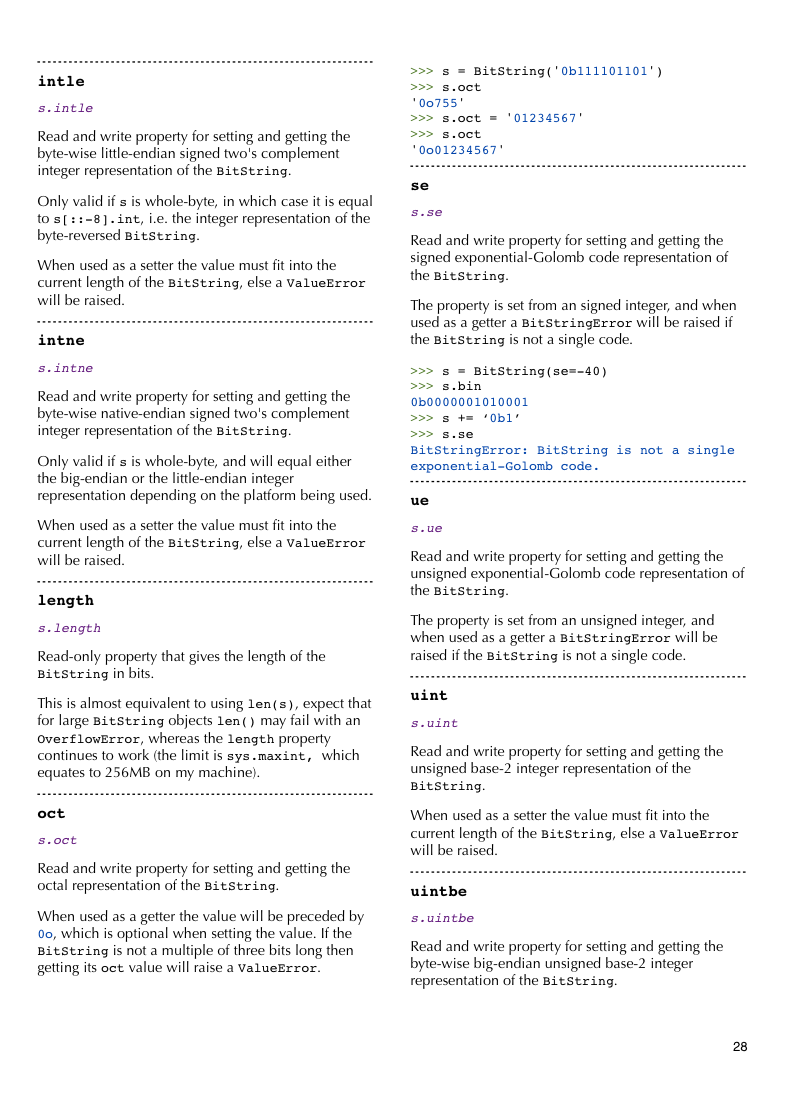 intle
s.intle
Read and write property for setting and getting the
byte-wise little-endian signed two's complement
integer representation of the BitString.
Only valid if s is whole-byte, in which case it is equal
to s[::-8].int, i.e. the integer representation of the
byte-reversed BitString.
When used as a setter the value must fit into the
current length of the BitString, else a ValueError
will be raised.
intne
s.intne
Read and write property for setting and getting the
byte-wise native-endian signed two's complement
integer representation of the BitString.
Only valid if s is whole-byte, and will equal either
the big-endian or the little-endian integer
representation depending on the platform being used.
When used as a setter the value must fit into the
current length of the BitString, else a ValueError
will be raised.
length
s.length
Read-only property that gives the length of the
BitString in bits.
This is almost equivalent to using len(s), expect that
for large BitString objects len() may fail with an
OverflowError, whereas the length property
continues to work (the limit is sys.maxint, which
equates to 256MB on my machine).
oct
s.oct
Read and write property for setting and getting the
octal representation of the BitString.
When used as a getter the value will be preceded by
0o, which is optional when setting the value. If the
BitString is not a multiple of three bits long then
getting its oct value will raise a ValueError.
>>> s = BitString('0b111101101')
>>> s.oct
'0o755'
>>> s.oct = '01234567'
>>> s.oct
'0o01234567'
se
s.se
Read and write property for setting and getting the
signed exponential-Golomb code representation of
the BitString.
The property is set from an signed integer, and when
used as a getter a BitStringError will be raised if
the BitString is not a single code.
>>> s = BitString(se=-40)
>>> s.bin
0b0000001010001
>>> s += ‘0b1’
>>> s.se
BitStringError: BitString is not a single
exponential-Golomb code.
ue
s.ue
Read and write property for setting and getting the
unsigned exponential-Golomb code representation of
the BitString.
The property is set from an unsigned integer, and
when used as a getter a BitStringError will be
raised if the BitString is not a single code.
uint
s.uint
Read and write property for setting and getting the
unsigned base-2 integer representation of the
BitString.
When used as a setter the value must fit into the
current length of the BitString, else a ValueError
will be raised.
uintbe
s.uintbe
Read and write property for setting and getting the
byte-wise big-endian unsigned base-2 integer
representation of the BitString.
28